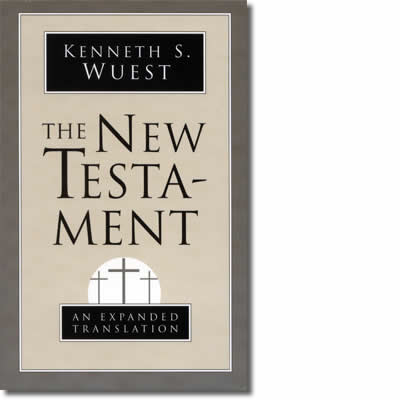 KENNETH S.
WUEST
THE NEW
TESTA-
MENT
AN EXPANDED
TRANSLATION